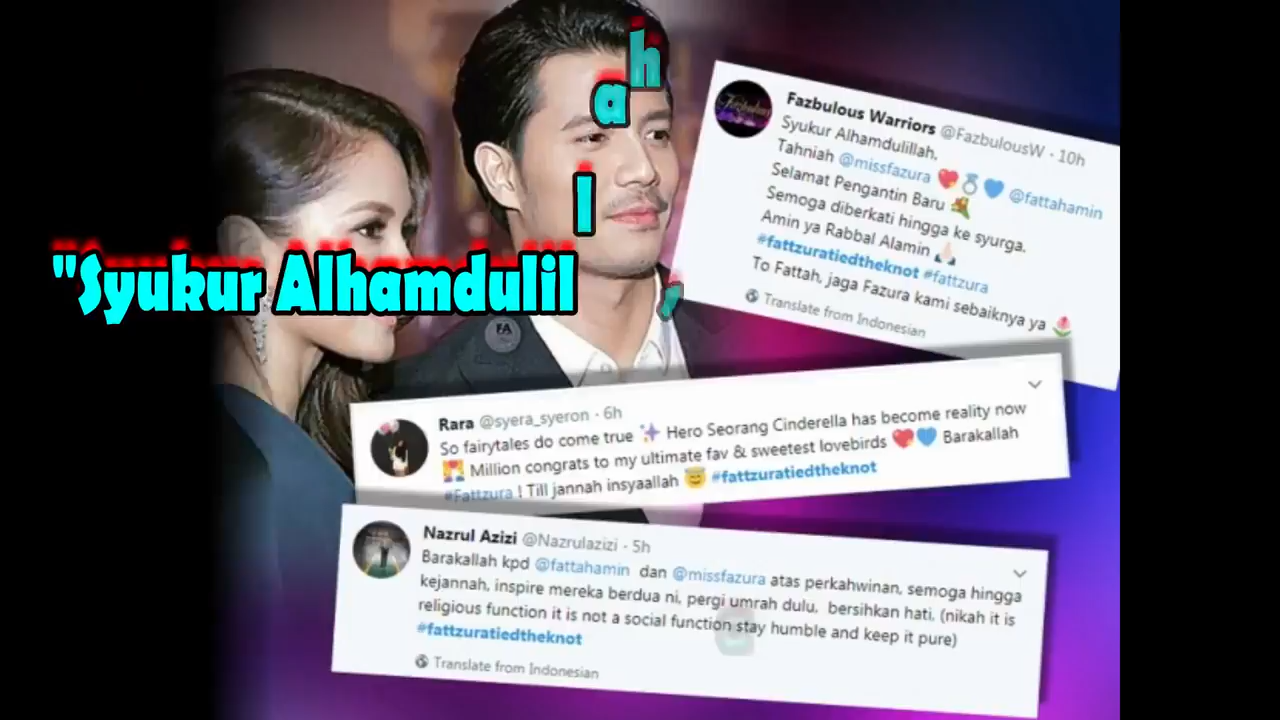 "Syukur Alhamdulil
l
a
h
s
FA
Fazbulous Warriors @FazbulousW · 10h
Syukur Alhamdulillah.
Tahniah @missfazura ❤️💍💙 @fattahamin
Selamat Pengantin Baru 💐
Semoga diberkati hingga ke syurga.
Amin ya Rabbal Alamin 🙏🏻
#fattzuratiedtheknot #fattzura
To Fattah, jaga Fazura kami sebaiknya ya 🌷
Translate from Indonesian
Rara @syera_syeron · 6h
So fairytales do come true ✨ Hero Seorang Cinderella has become reality now
Million congrats to my ultimate fav & sweetest lovebirds ❤️💙 Barakallah
#Fattzura ! Till jannah insyaallah 😇 #fattzuratiedtheknot
Nazrul Azizi @Nazrulazizi · 5h
Barakallah kpd @fattahamin dan @missfazura atas perkahwinan, semoga hingga
kejannah, inspire mereka berdua ni, pergi umrah dulu, bersihkan hati, (nikah it is
religious function it is not a social function stay humble and keep it pure)
#fattzuratiedtheknot
Translate from Indonesian